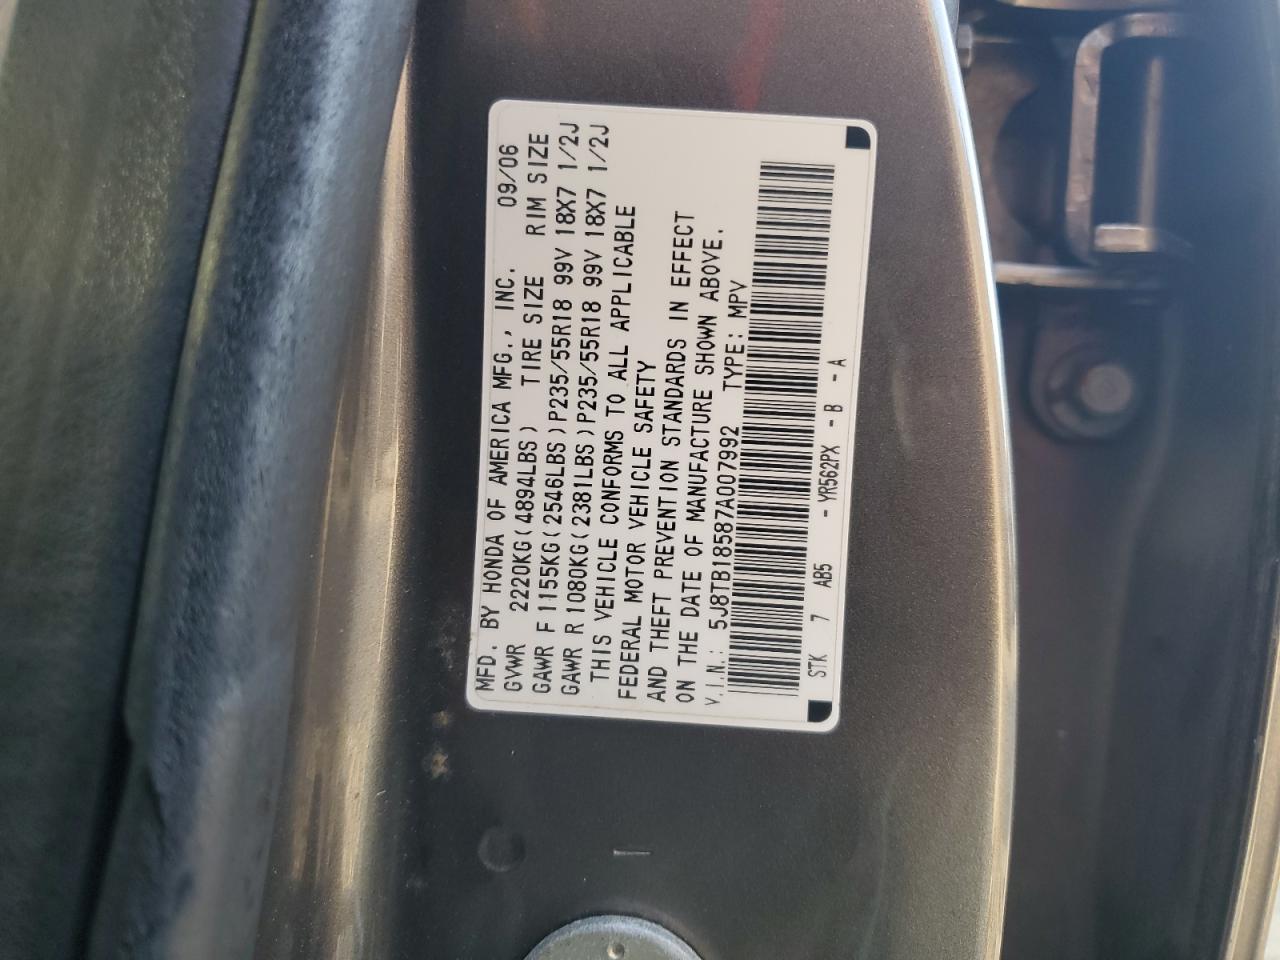 MFD. BY HONDA OF AMERICA MFG., INC. 09/06
GVWR 2220KG(4894LBS) TIRE SIZE RIM SIZE
GAWR F 1155KG(2546LBS)P235/55R18 99V 18X7 1/2J
GAWR R 1080KG(2381LBS)P235/55R18 99V 18X7 1/2J
THIS VEHICLE CONFORMS TO ALL APPLICABLE
FEDERAL MOTOR VEHICLE SAFETY
AND THEFT PREVENTION STANDARDS IN EFFECT
ON THE DATE OF MANUFACTURE SHOWN ABOVE.
V.I.N.: 5J8TB18587A007992 TYPE: MPV
STK 7 AB5 - YR562PX - B - A